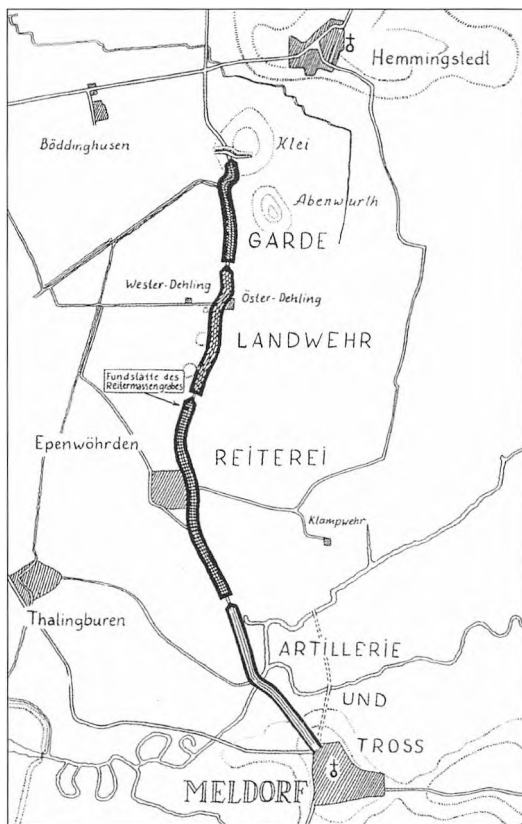 Hemmingstedt
Böddinghusen
Klei
Abenwurth
GARDE
Wester-Dehling
Öster-Dehling
LANDWEHR
Fundstätte des
Reitermassengrabes
Epenwöhrden
REITEREI
Klampwehr
Thalingburen
ARTILLERIE
UND
TROSS
MELDORF